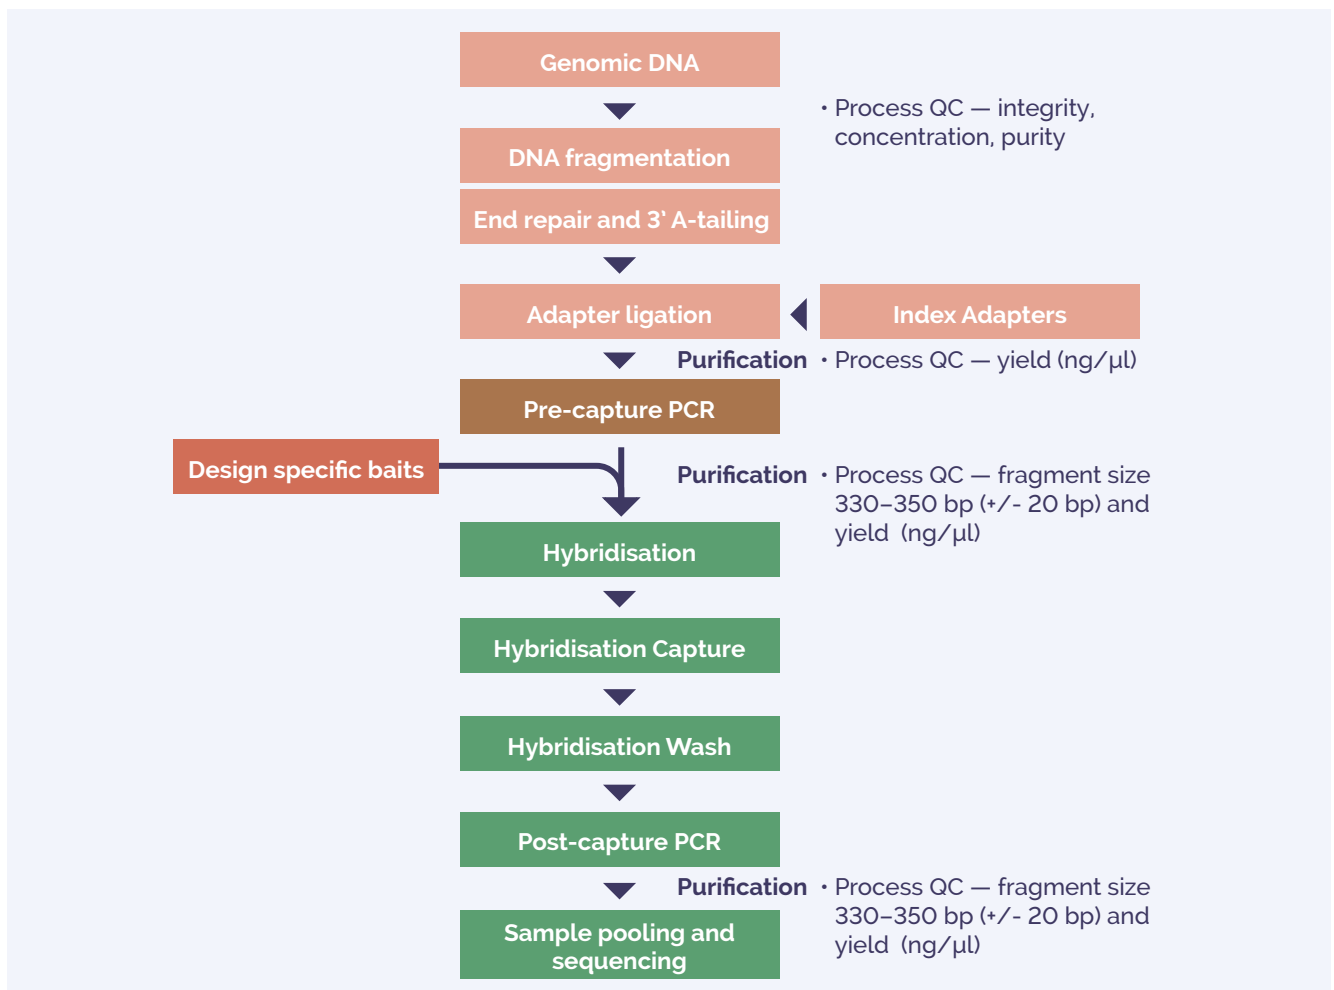 Genomic DNA
• Process QC — integrity,
concentration, purity
DNA fragmentation
End repair and 3’ A-tailing
Adapter ligation
Index Adapters
Purification • Process QC — yield (ng/µl)
Pre-capture PCR
Design specific baits
Purification • Process QC — fragment size
330–350 bp (+/- 20 bp) and
yield (ng/µl)
Hybridisation
Hybridisation Capture
Hybridisation Wash
Post-capture PCR
Purification • Process QC — fragment size
330–350 bp (+/- 20 bp) and
yield (ng/µl)
Sample pooling and
sequencing